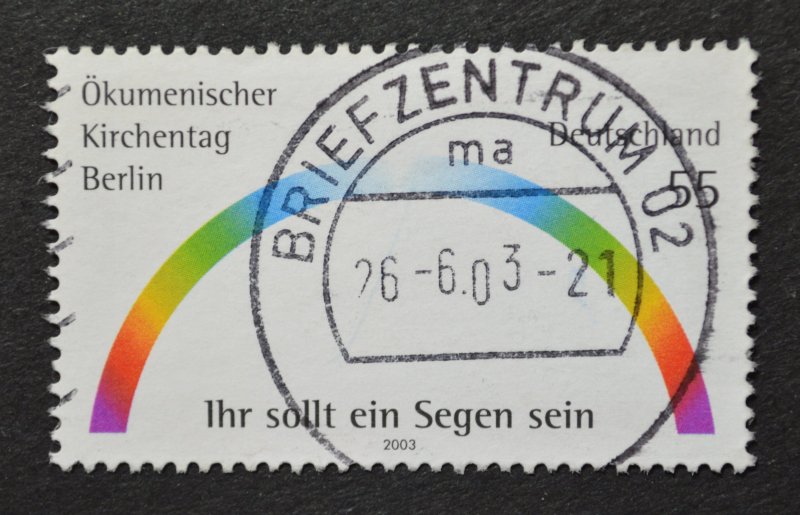 Ökumenischer
Kirchentag
Berlin
Deutschland
55
BRIEFZENTRUM 02
ma
26-6.03-21
Ihr sollt ein Segen sein
2003